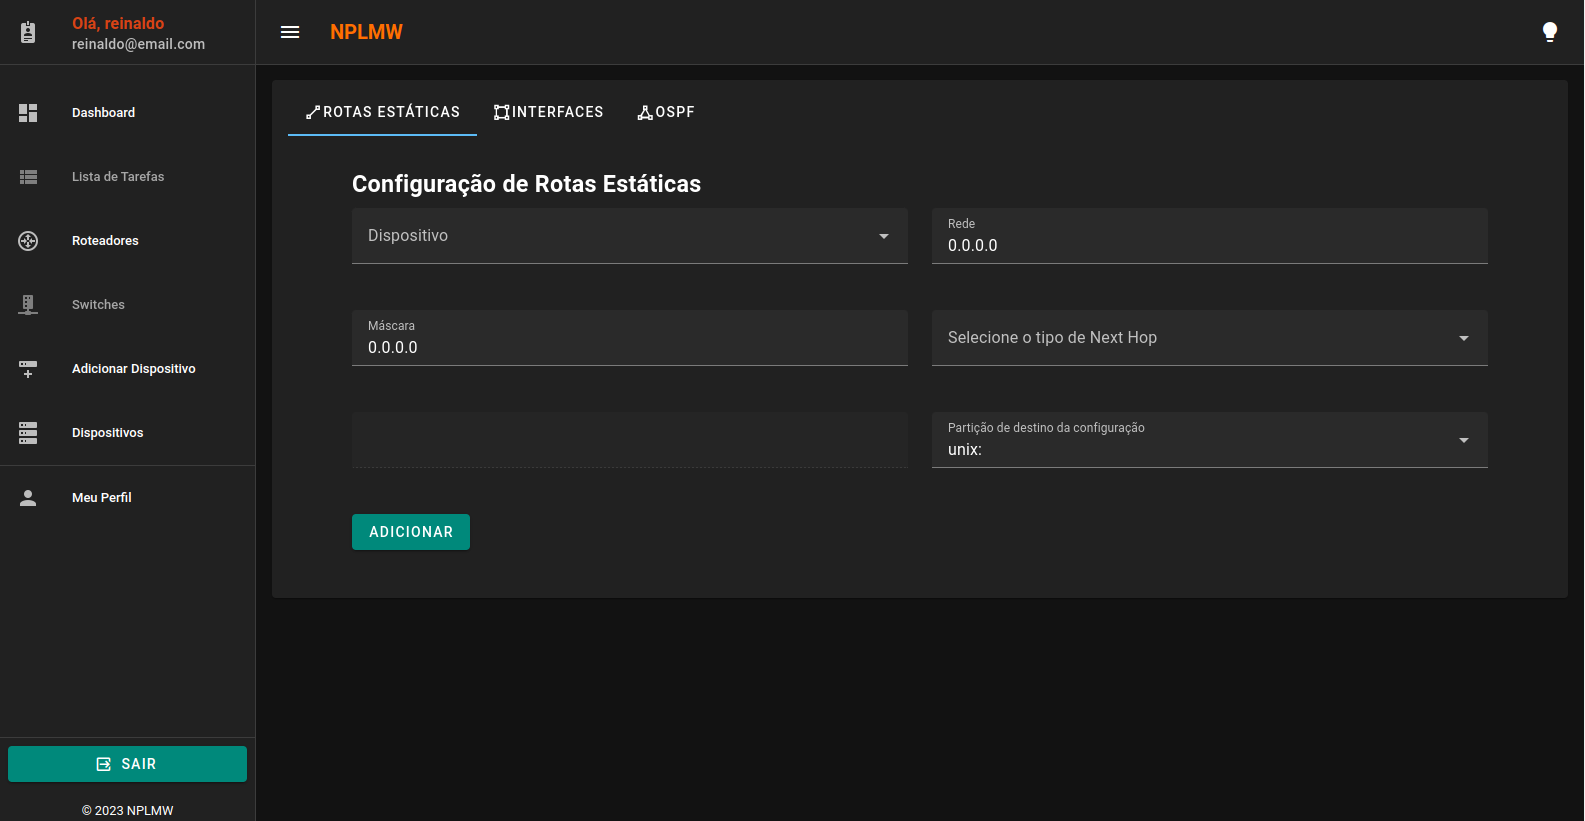 Olá, reinaldo
reinaldo@email.com
NPLMW
Dashboard
Lista de Tarefas
Roteadores
Switches
Adicionar Dispositivo
Dispositivos
Meu Perfil
SAIR
© 2023 NPLMW
ROTAS ESTÁTICAS
INTERFACES
OSPF
Configuração de Rotas Estáticas
Dispositivo
Rede
0.0.0.0
Máscara
0.0.0.0
Selecione o tipo de Next Hop
Partição de destino da configuração
unix:
ADICIONAR